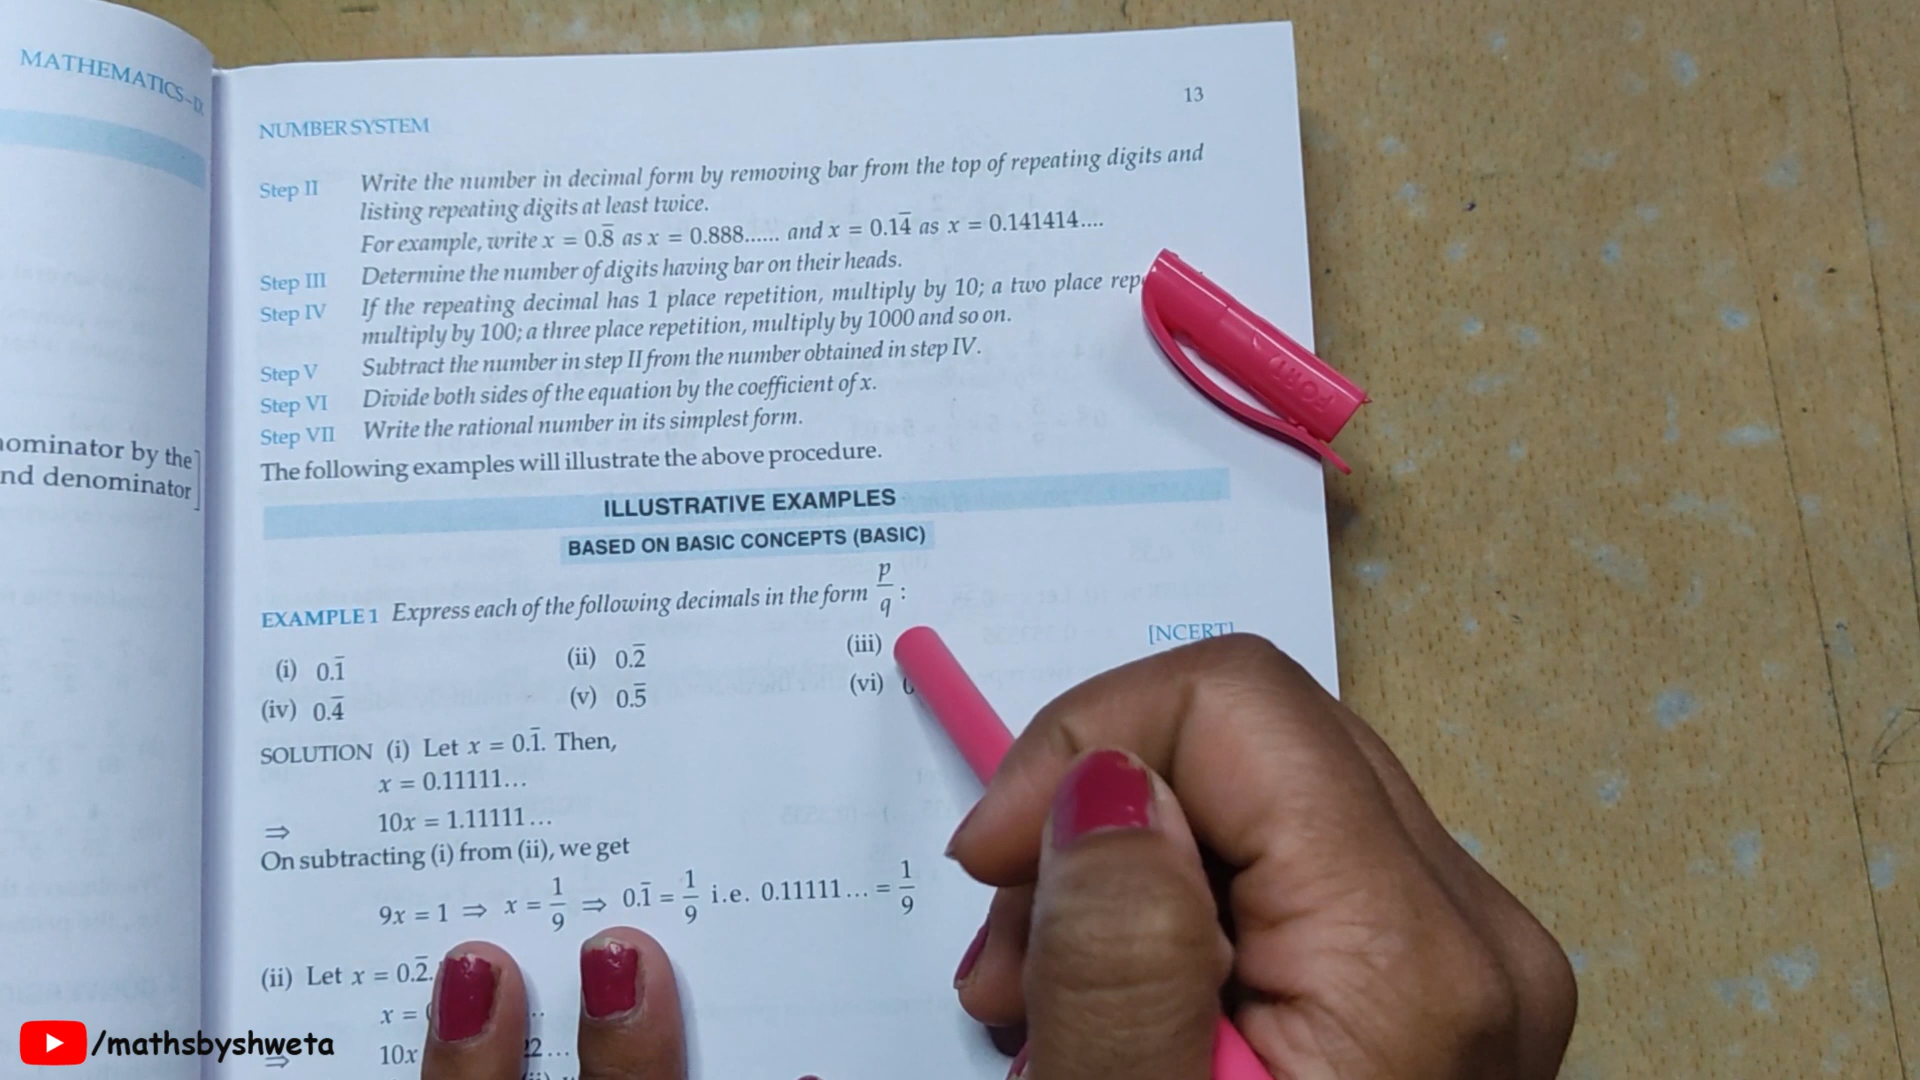 MATHEMATICS–IX
nominator by the
nd denominator
13
NUMBER SYSTEM
Step II Write the number in decimal form by removing bar from the top of repeating digits and
listing repeating digits at least twice.
For example, write x = 0.8̅ as x = 0.888...... and x = 0.14̅ as x = 0.141414....
Step III Determine the number of digits having bar on their heads.
Step IV If the repeating decimal has 1 place repetition, multiply by 10; a two place rep
multiply by 100; a three place repetition, multiply by 1000 and so on.
Step V Subtract the number in step II from the number obtained in step IV.
Step VI Divide both sides of the equation by the coefficient of x.
Step VII Write the rational number in its simplest form.
The following examples will illustrate the above procedure.
ILLUSTRATIVE EXAMPLES
BASED ON BASIC CONCEPTS (BASIC)
EXAMPLE 1 Express each of the following decimals in the form p/q :
[NCERT]
(i) 0.1̅ (ii) 0.2̅ (iii)
(iv) 0.4̅ (v) 0.5̅ (vi)
SOLUTION (i) Let x = 0.1̅. Then,
x = 0.11111...
⇒ 10x = 1.11111...
On subtracting (i) from (ii), we get
9x = 1 ⇒ x = 1/9 ⇒ 0.1̅ = 1/9 i.e. 0.11111... = 1/9
(ii) Let x = 0.2̅.
x =
⇒ 10x 2...
/mathsbyshweta
FORT